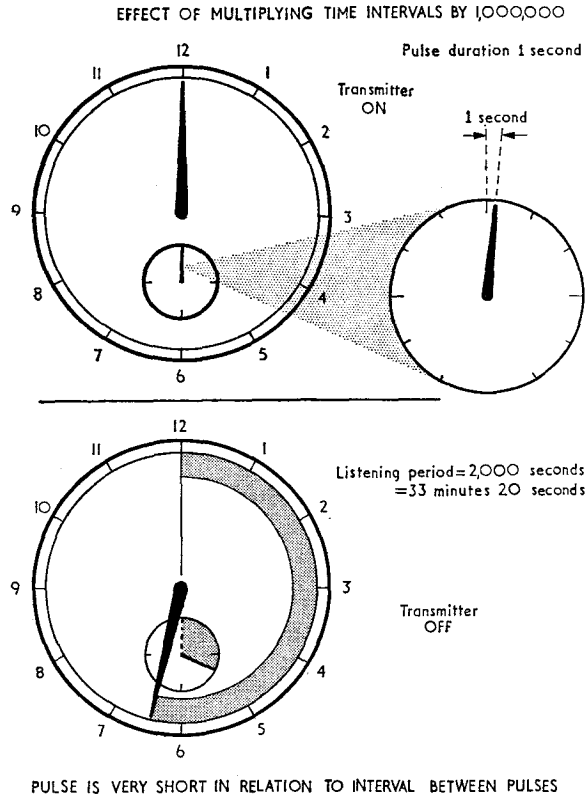 EFFECT OF MULTIPLYING TIME INTERVALS BY 1,000,000
Pulse duration 1 second
Transmitter
ON
1 second
12
1
2
3
4
5
6
7
8
9
10
11
Listening period=2,000 seconds
=33 minutes 20 seconds
Transmitter
OFF
12
1
2
3
4
5
6
7
8
9
10
11
PULSE IS VERY SHORT IN RELATION TO INTERVAL BETWEEN PULSES